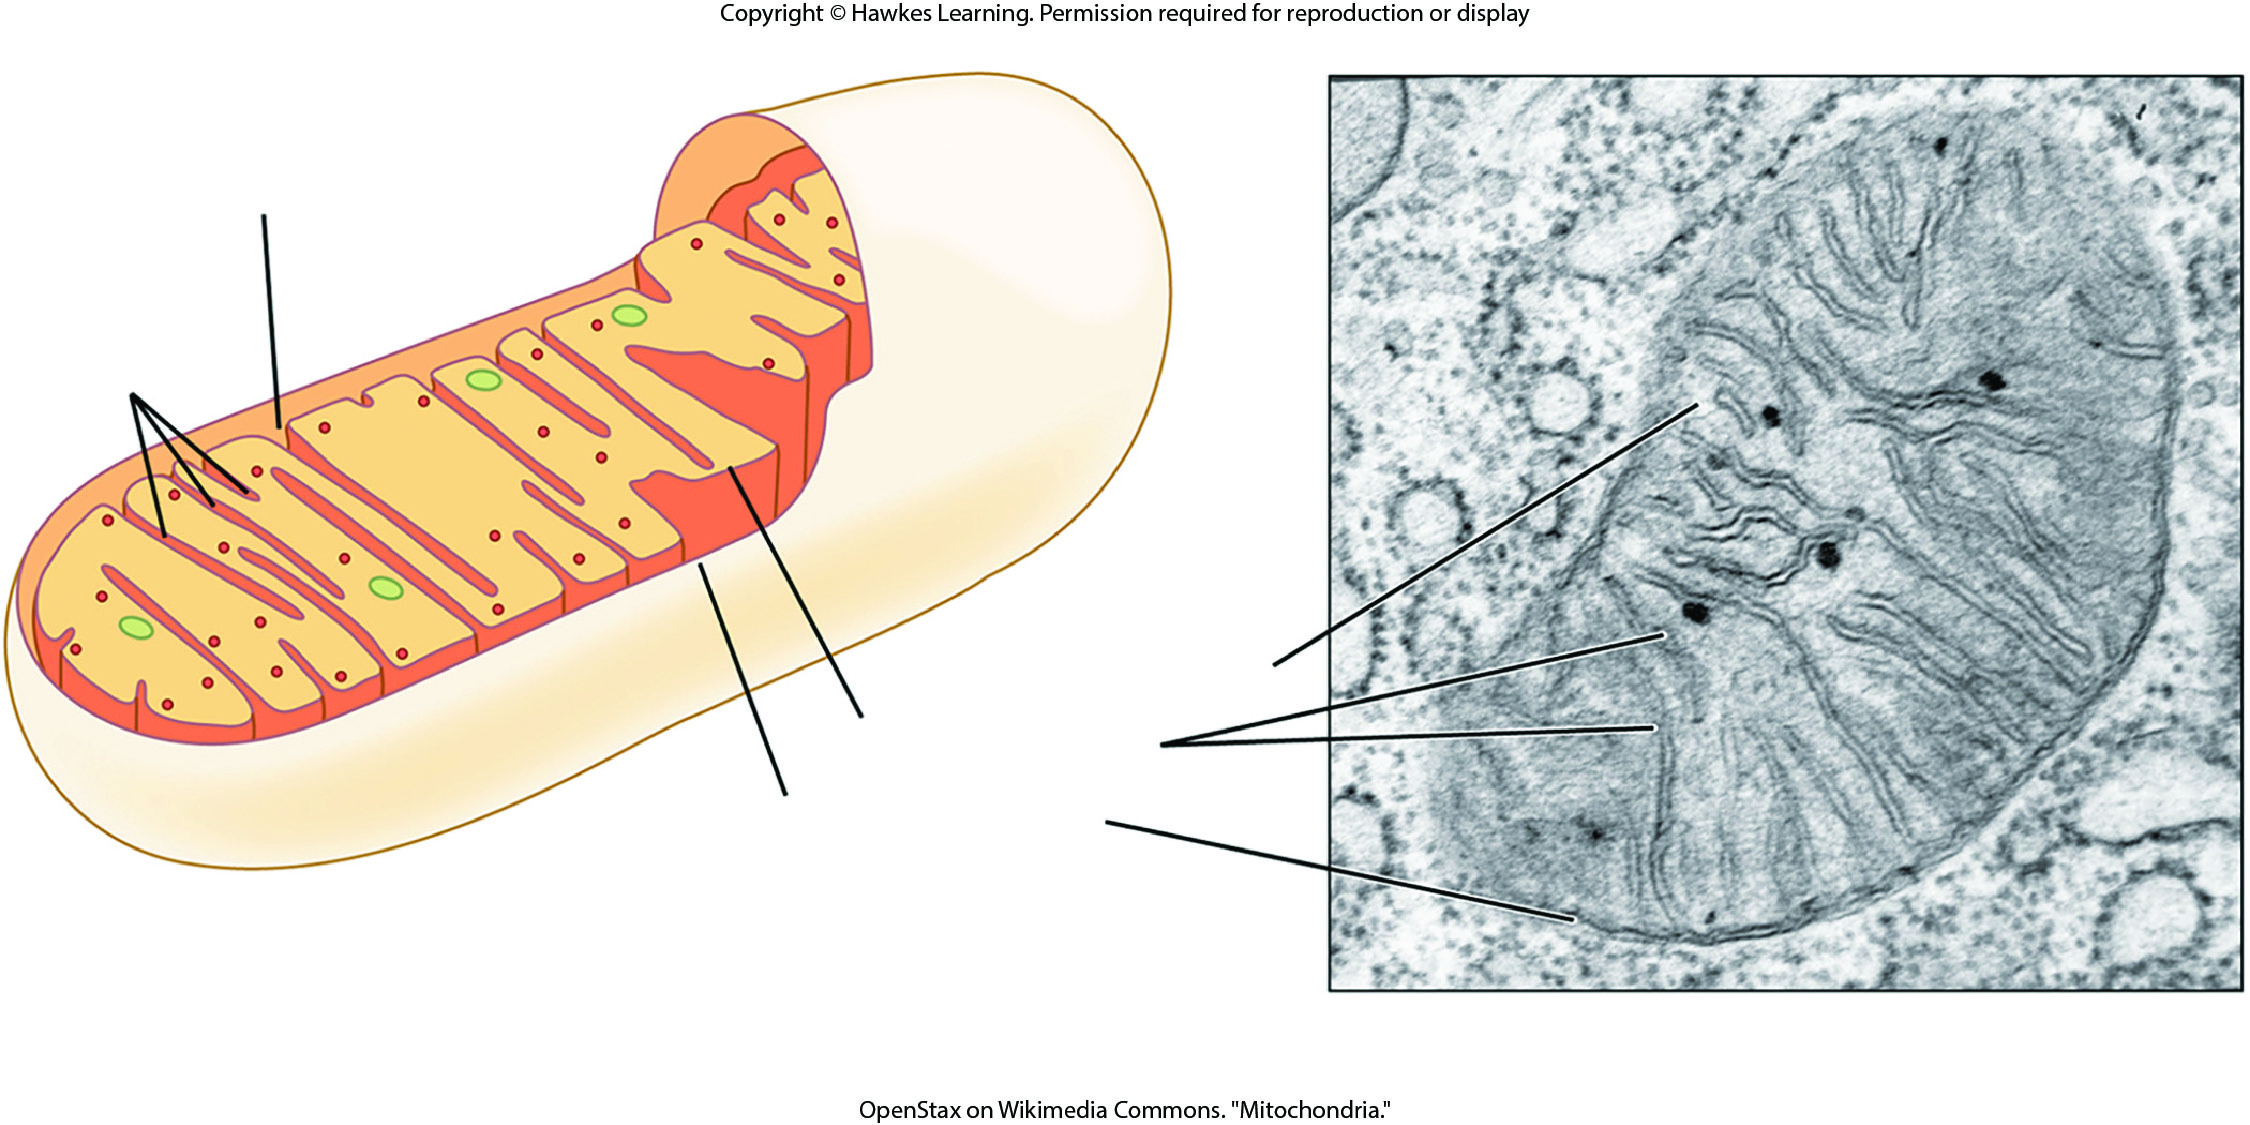 Copyright © Hawkes Learning. Permission required for reproduction or display
OpenStax on Wikimedia Commons. "Mitochondria."